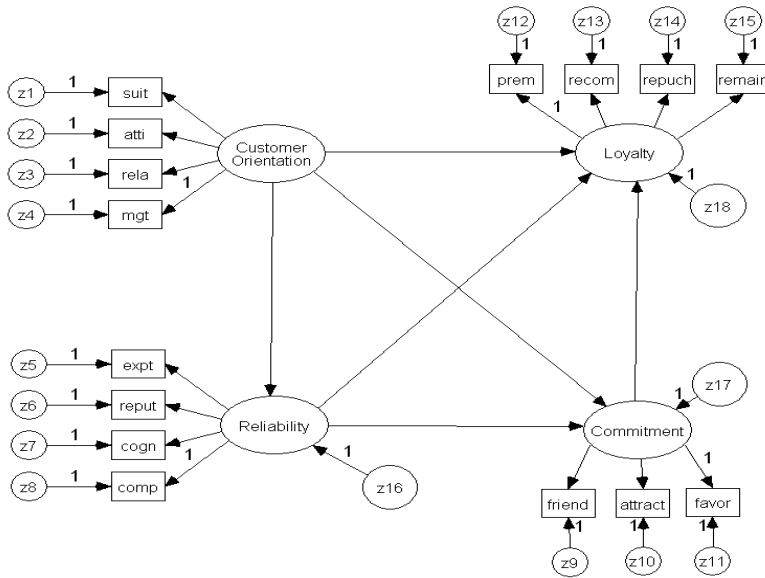 z12
z13
z14
z15
1
1
1
1
prem
recom
repuch
remair
1
z1
1
suit
z2
1
atti
z3
1
rela
1
z4
1
mgt
Customer
Orientation
Loyalty
1
z18
z5
1
expt
z6
1
reput
z7
1
cogn
1
z8
1
comp
Reliability
1
z16
z17
1
Commitment
1
friend
attract
favor
1
1
1
z9
z10
z11